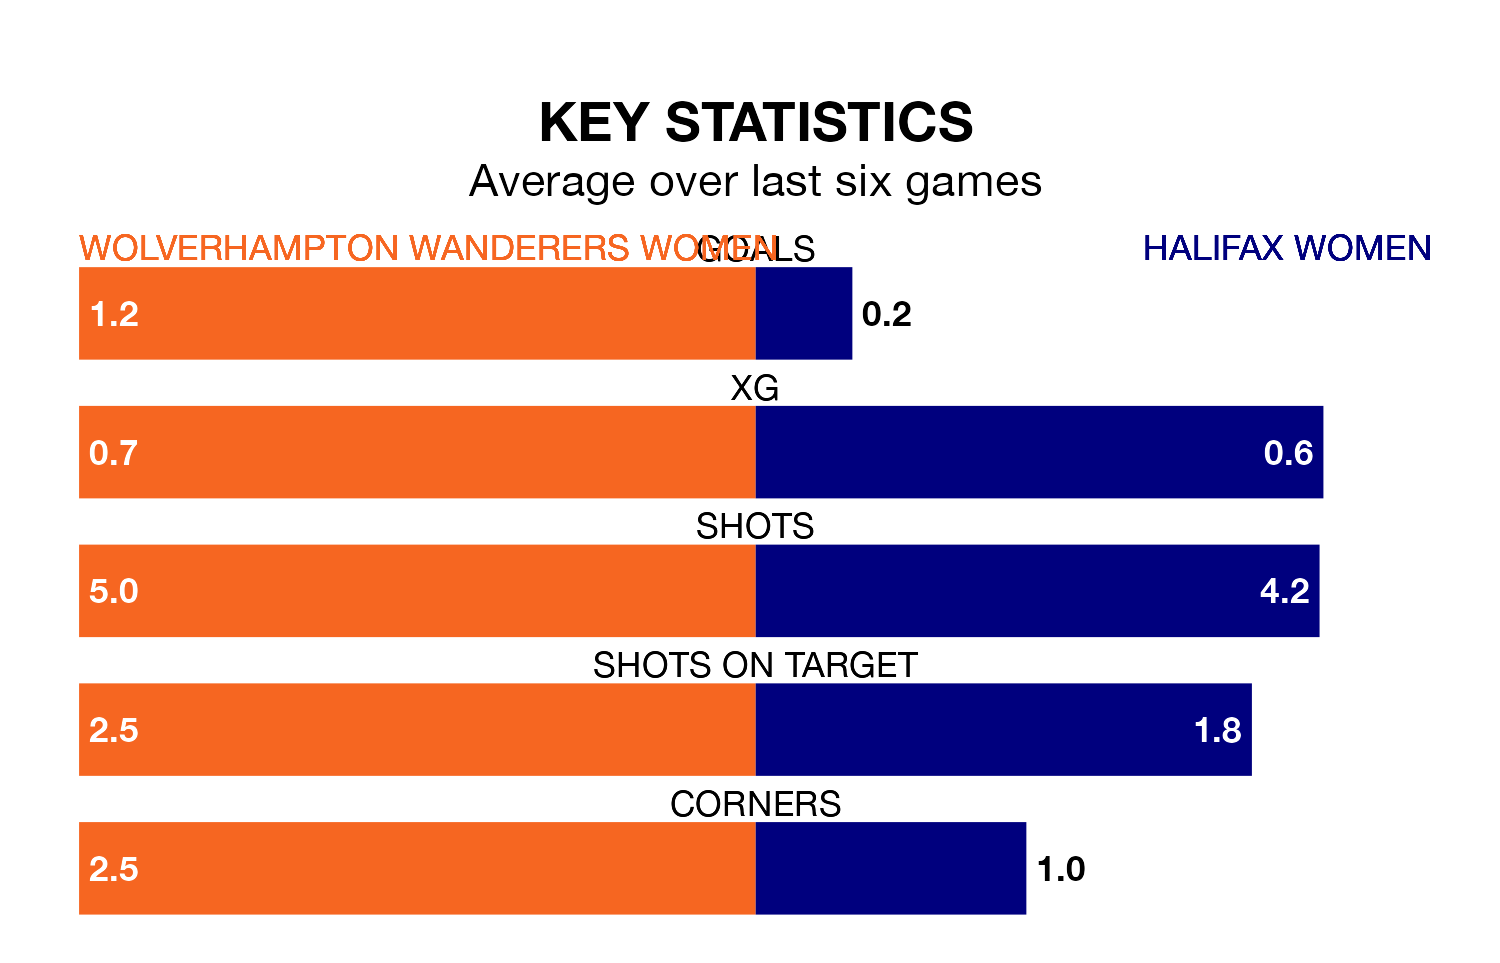 KEY STATISTICS
Average over last six games
WOLVERHAMPTON WANDERERS WOMEN GOALS HALIFAX WOMEN
1.2 0.2
XG
0.7 0.6
SHOTS
5.0 4.2
SHOTS ON TARGET
2.5 1.8
CORNERS
2.5 1.0